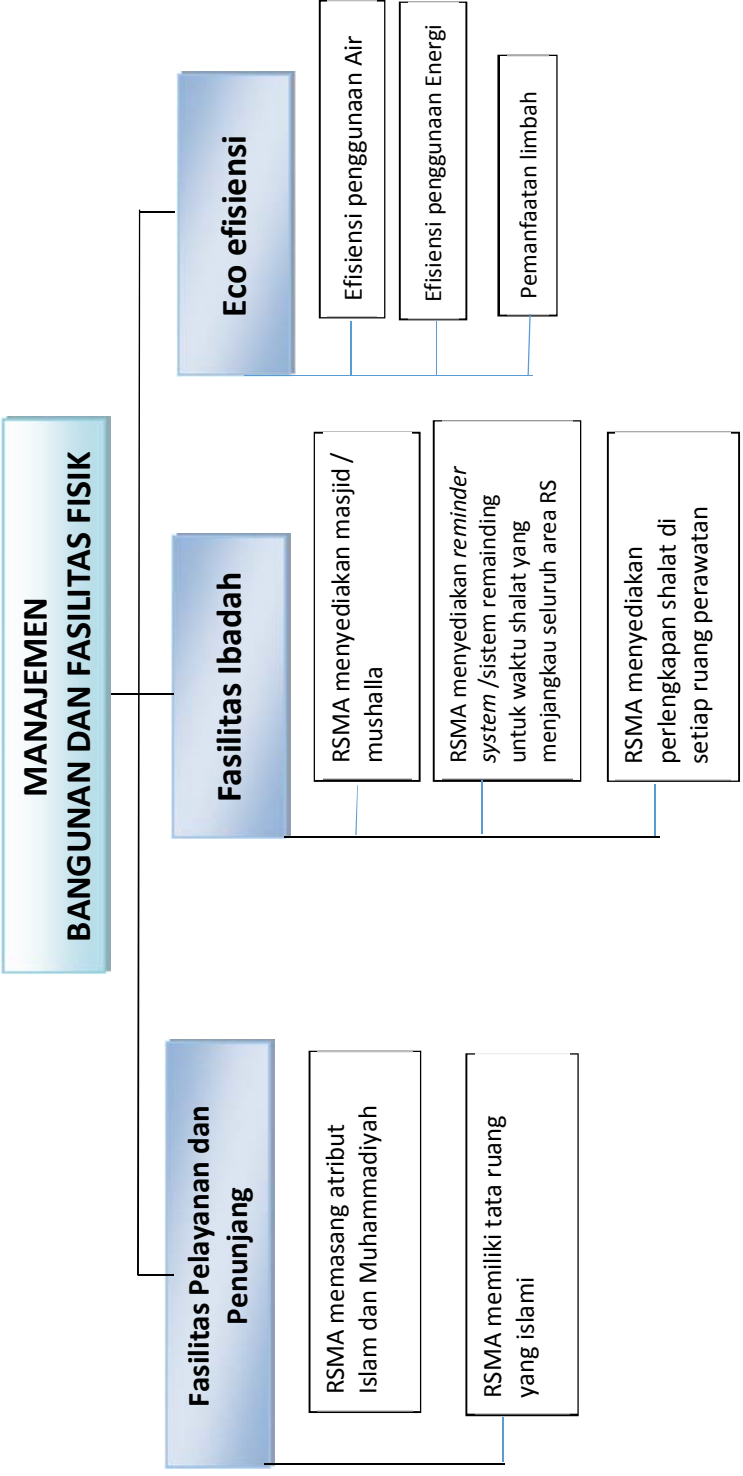 MANAJEMEN
BANGUNAN DAN FASILITAS FISIK
Fasilitas Pelayanan dan
Penunjang
RSMA memasang atribut
Islam dan Muhammadiyah
RSMA memiliki tata ruang
yang islami
Fasilitas Ibadah
RSMA menyediakan masjid /
mushalla
RSMA menyediakan reminder
system /sistem remainding
untuk waktu shalat yang
menjangkau seluruh area RS
RSMA menyediakan
perlengkapan shalat di
setiap ruang perawatan
Eco efisiensi
Efisiensi penggunaan Air
Efisiensi penggunaan Energi
Pemanfaatan limbah